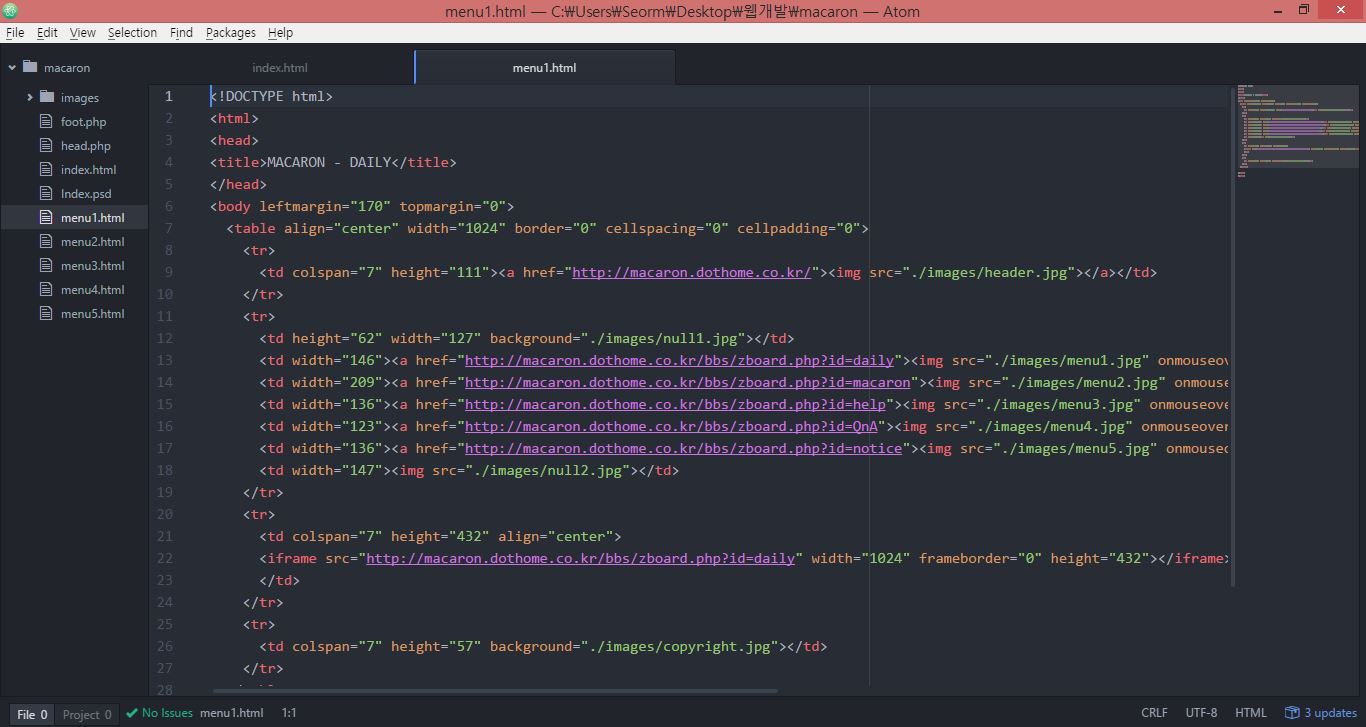 menu1.html — C:₩Users₩Seorm₩Desktop₩웹개발₩macaron — Atom
File Edit View Selection Find Packages Help
macaron
images
foot.php
head.php
index.html
Index.psd
menu1.html
menu2.html
menu3.html
menu4.html
menu5.html
index.html menu1.html
1 <!DOCTYPE html>
2 <html>
3 <head>
4 <title>MACARON - DAILY</title>
5 </head>
6 <body leftmargin="170" topmargin="0">
7 <table align="center" width="1024" border="0" cellspacing="0" cellpadding="0">
8 <tr>
9 <td colspan="7" height="111"><a href="http://macaron.dothome.co.kr/"><img src="./images/header.jpg"></a></td>
10 </tr>
11 <tr>
12 <td height="62" width="127" background="./images/null1.jpg"></td>
13 <td width="146"><a href="http://macaron.dothome.co.kr/bbs/zboard.php?id=daily"><img src="./images/menu1.jpg" onmouseov
14 <td width="209"><a href="http://macaron.dothome.co.kr/bbs/zboard.php?id=macaron"><img src="./images/menu2.jpg" onmouse
15 <td width="136"><a href="http://macaron.dothome.co.kr/bbs/zboard.php?id=help"><img src="./images/menu3.jpg" onmouseove
16 <td width="123"><a href="http://macaron.dothome.co.kr/bbs/zboard.php?id=QnA"><img src="./images/menu4.jpg" onmouseover
17 <td width="136"><a href="http://macaron.dothome.co.kr/bbs/zboard.php?id=notice"><img src="./images/menu5.jpg" onmouse
18 <td width="147"><img src="./images/null2.jpg"></td>
19 </tr>
20 <tr>
21 <td colspan="7" height="432" align="center">
22 <iframe src="http://macaron.dothome.co.kr/bbs/zboard.php?id=daily" width="1024" frameborder="0" height="432"></iframe>
23 </td>
24 </tr>
25 <tr>
26 <td colspan="7" height="57" background="./images/copyright.jpg"></td>
27 </tr>
28
File 0 Project 0 No Issues menu1.html 1:1 CRLF UTF-8 HTML 3 updates